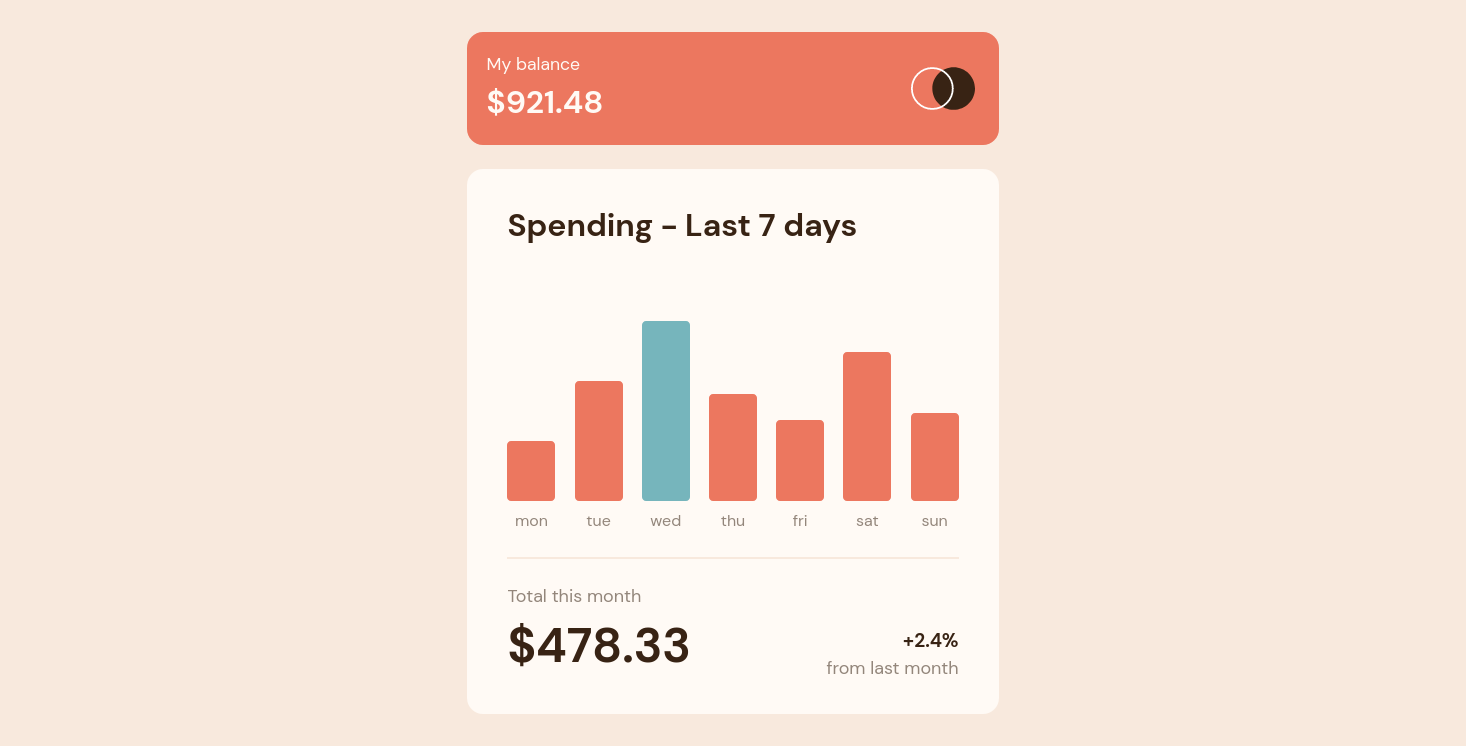 My balance
$921.48
Spending - Last 7 days
mon tue wed thu fri sat sun
Total this month
$478.33
+2.4%
from last month